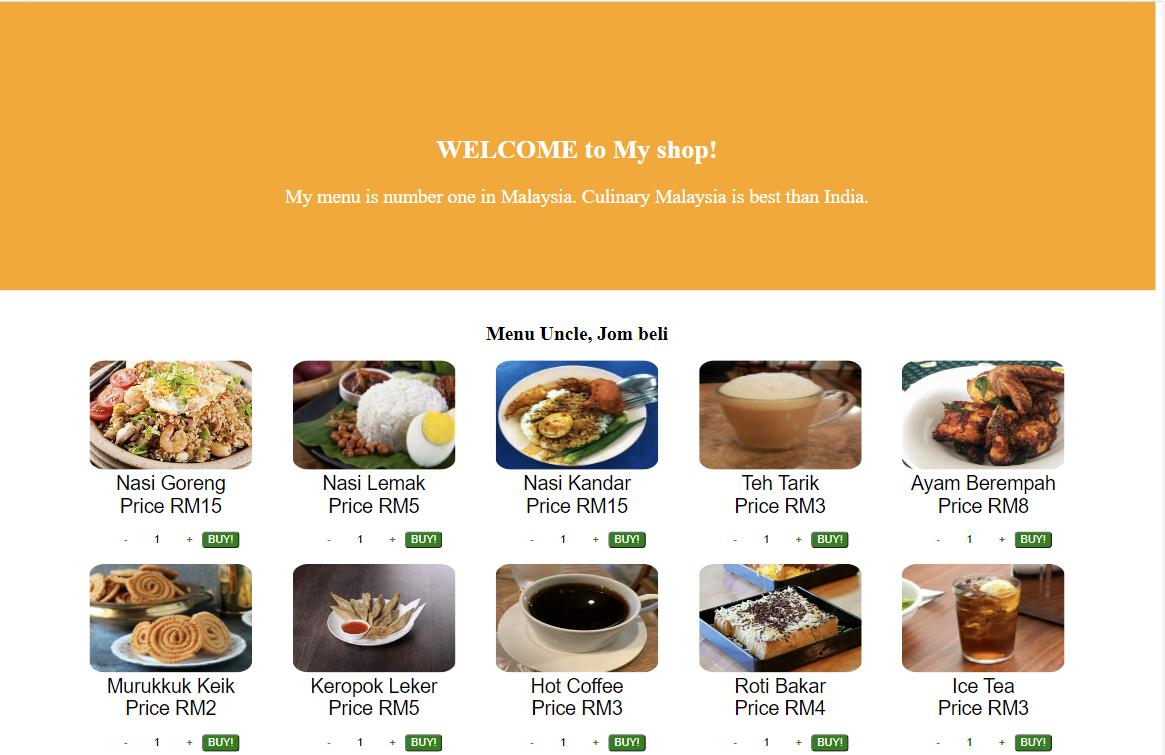 WELCOME to My shop!
My menu is number one in Malaysia. Culinary Malaysia is best than India.
Menu Uncle, Jom beli
Nasi Goreng
Price RM15
- 1 + BUY!
Nasi Lemak
Price RM5
- 1 + BUY!
Nasi Kandar
Price RM15
- 1 + BUY!
Teh Tarik
Price RM3
- 1 + BUY!
Ayam Berempah
Price RM8
- 1 + BUY!
Murukkuk Keik
Price RM2
- 1 + BUY!
Keropok Leker
Price RM5
- 1 + BUY!
Hot Coffee
Price RM3
- 1 + BUY!
Roti Bakar
Price RM4
- 1 + BUY!
Ice Tea
Price RM3
- 1 + BUY!